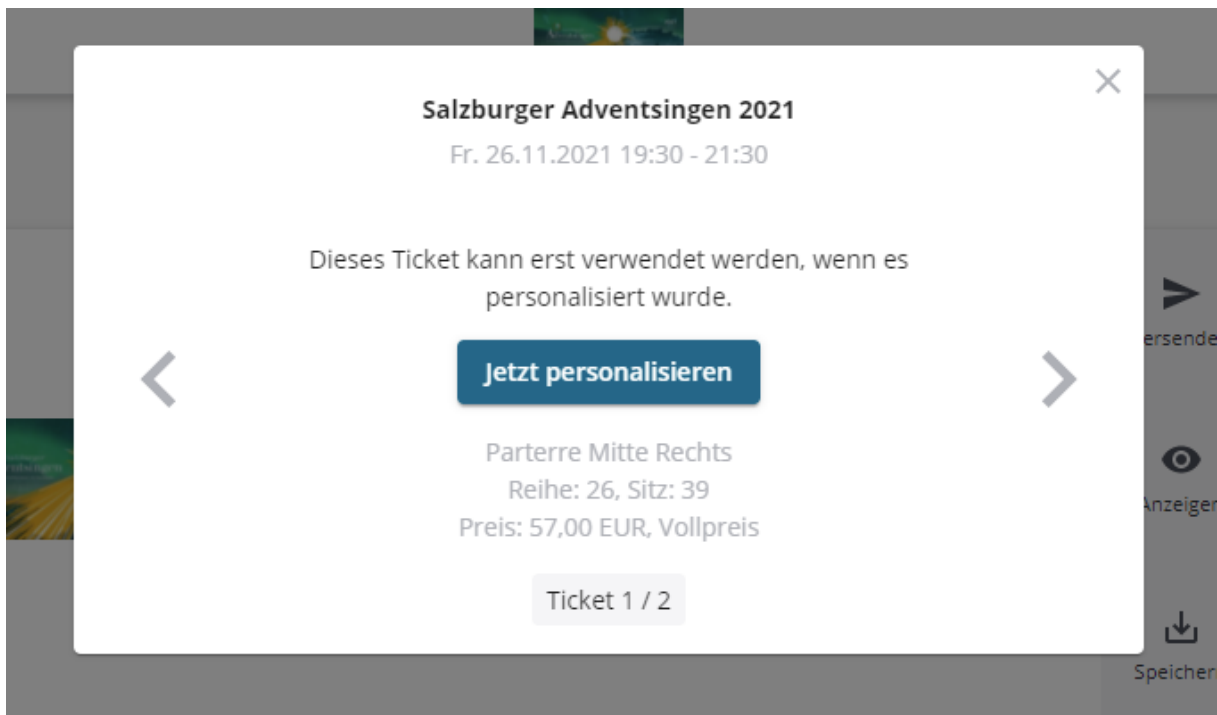 Salzburger Adventsingen 2021
Fr. 26.11.2021 19:30 - 21:30
Dieses Ticket kann erst verwendet werden, wenn es
personalisiert wurde.
Jetzt personalisieren
Parterre Mitte Rechts
Reihe: 26, Sitz: 39
Preis: 57,00 EUR, Vollpreis
Ticket 1 / 2
ersende
Anzeigen
Speicher